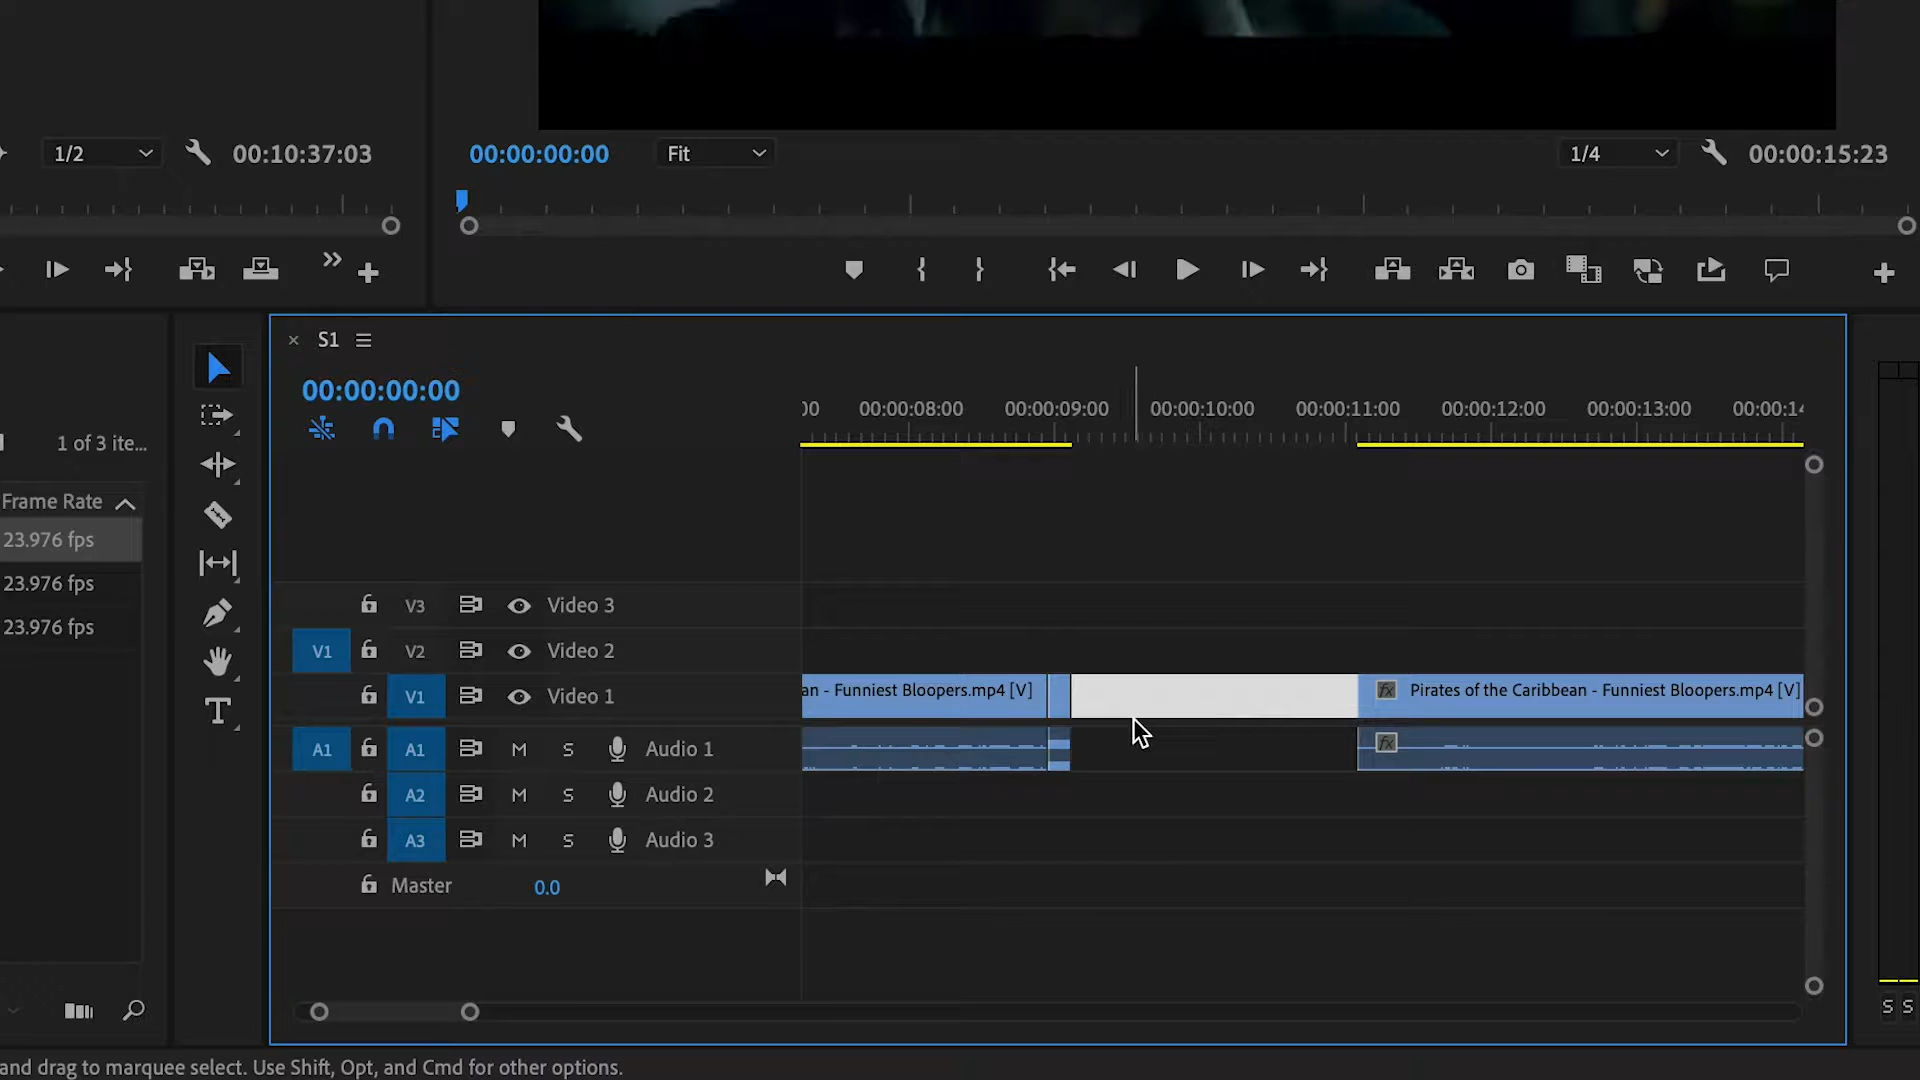 1/2
00:10:37:03
00:00:00:00
Fit
1/4
00:00:15:23
S1
00:00:00:00
00 00:00:08:00 00:00:09:00 00:00:10:00 00:00:11:00 00:00:12:00 00:00:13:00 00:00:14
1 of 3 ite...
Frame Rate
23.976 fps
23.976 fps
23.976 fps
V3 Video 3
V1 V2 Video 2
V1 Video 1
an - Funniest Bloopers.mp4 [V]
fx Pirates of the Caribbean - Funniest Bloopers.mp4 [V]
A1 A1 M S Audio 1
fx
A2 M S Audio 2
A3 M S Audio 3
Master 0.0
S S
and drag to marquee select. Use Shift, Opt, and Cmd for other options.